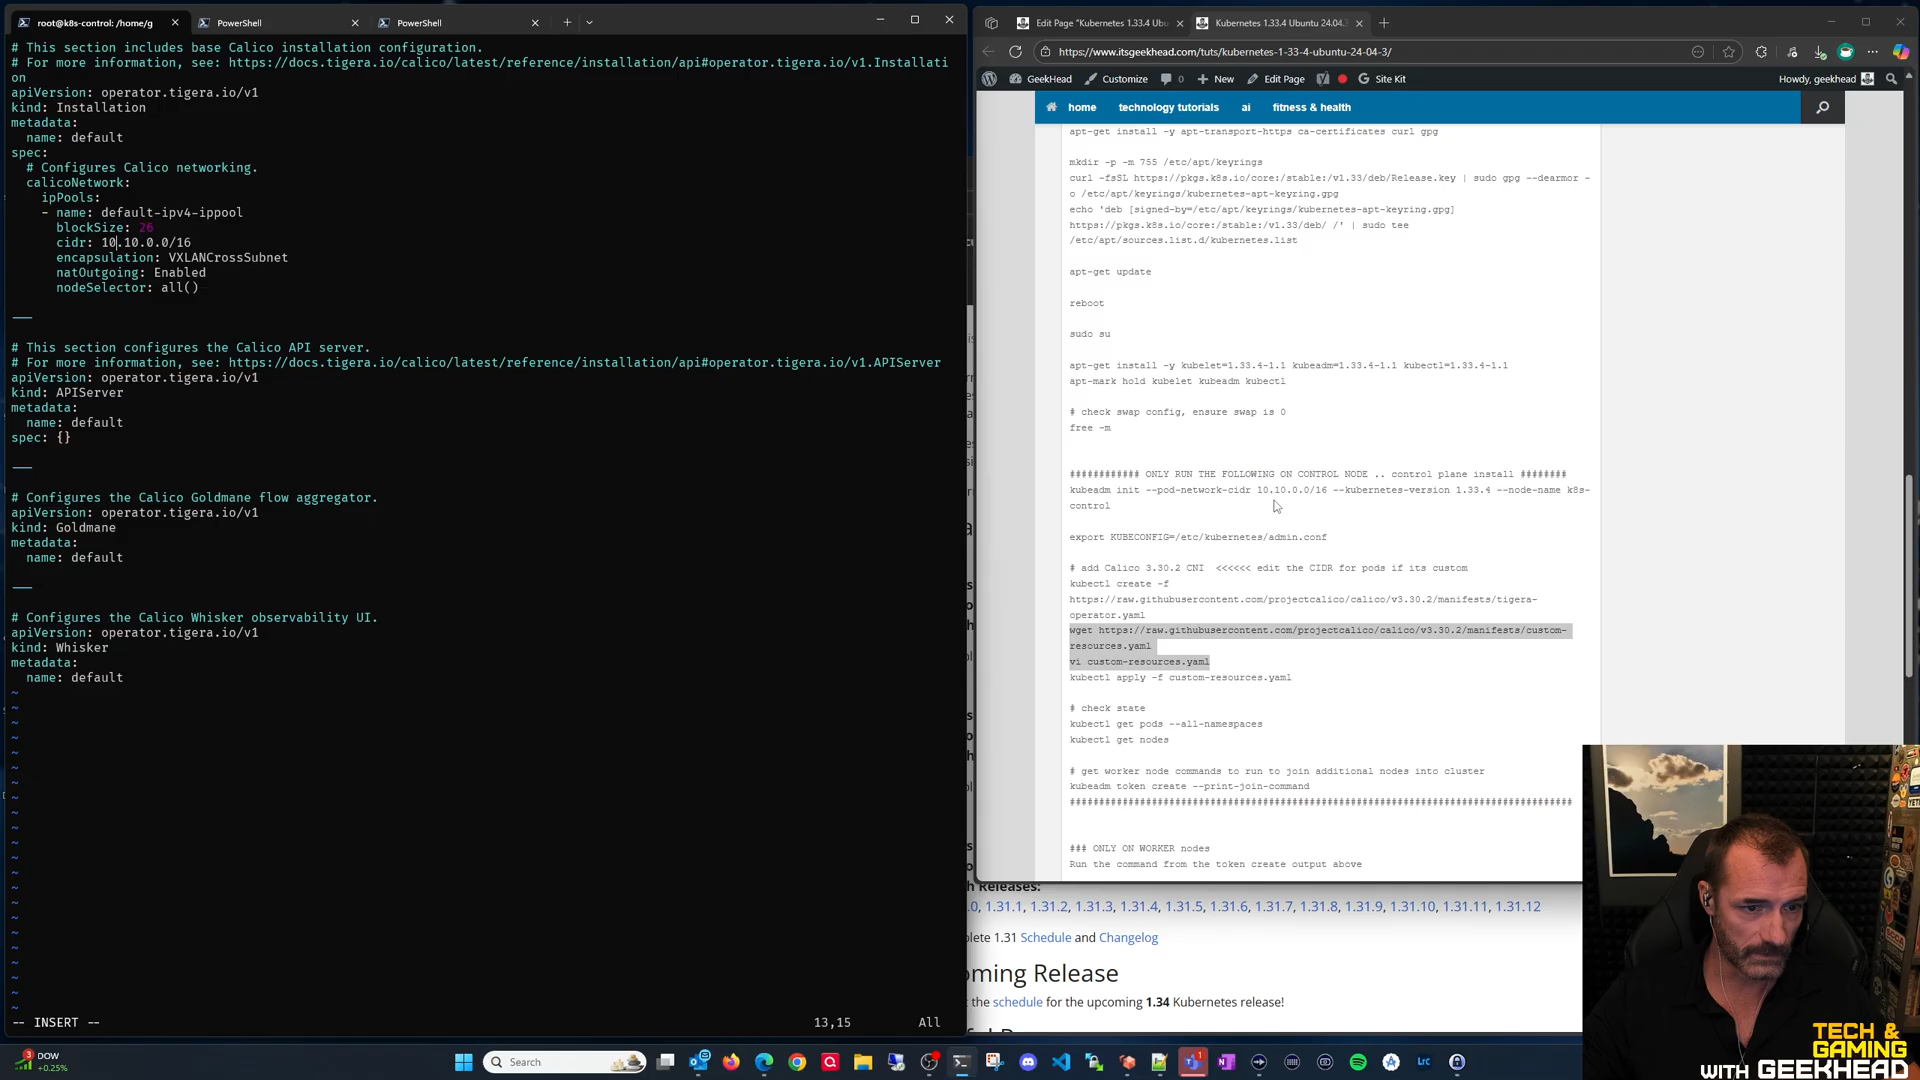 root@k8s-control: /home/g
PowerShell
PowerShell
# This section includes base Calico installation configuration.
# For more information, see: https://docs.tigera.io/calico/latest/reference/installation/api#operator.tigera.io/v1.Installati
on
apiVersion: operator.tigera.io/v1
kind: Installation
metadata:
  name: default
spec:
  # Configures Calico networking.
  calicoNetwork:
    ipPools:
    - name: default-ipv4-ippool
      blockSize: 26
      cidr: 10.10.0.0/16
      encapsulation: VXLANCrossSubnet
      natOutgoing: Enabled
      nodeSelector: all()
---
# This section configures the Calico API server.
# For more information, see: https://docs.tigera.io/calico/latest/reference/installation/api#operator.tigera.io/v1.APIServer
apiVersion: operator.tigera.io/v1
kind: APIServer
metadata:
  name: default
spec: {}
---
# Configures the Calico Goldmane flow aggregator.
apiVersion: operator.tigera.io/v1
kind: Goldmane
metadata:
  name: default
---
# Configures the Calico Whisker observability UI.
apiVersion: operator.tigera.io/v1
kind: Whisker
metadata:
  name: default
-- INSERT --
13,15
All
Edit Page "Kubernetes 1.33.4 Ubu
Kubernetes 1.33.4 Ubuntu 24.04.
https://www.itsgeekhead.com/tuts/kubernetes-1-33-4-ubuntu-24-04-3/
GeekHead
Customize
0
New
Edit Page
Site Kit
Howdy, geekhead
home
technology tutorials
ai
fitness & health
apt-get install -y apt-transport-https ca-certificates curl gpg
mkdir -p -m 755 /etc/apt/keyrings
curl -fsSL https://pkgs.k8s.io/core:/stable:/v1.33/deb/Release.key | sudo gpg --dearmor -
o /etc/apt/keyrings/kubernetes-apt-keyring.gpg
echo 'deb [signed-by=/etc/apt/keyrings/kubernetes-apt-keyring.gpg]
https://pkgs.k8s.io/core:/stable:/v1.33/deb/ /' | sudo tee
/etc/apt/sources.list.d/kubernetes.list
apt-get update
reboot
sudo su
apt-get install -y kubelet=1.33.4-1.1 kubeadm=1.33.4-1.1 kubectl=1.33.4-1.1
apt-mark hold kubelet kubeadm kubectl
# check swap config, ensure swap is 0
free -m
############ ONLY RUN THE FOLLOWING ON CONTROL NODE .. control plane install ########
kubeadm init --pod-network-cidr 10.10.0.0/16 --kubernetes-version 1.33.4 --node-name k8s-
control
export KUBECONFIG=/etc/kubernetes/admin.conf
# add Calico 3.30.2 CNI <<<<<< edit the CIDR for pods if its custom
kubectl create -f
https://raw.githubusercontent.com/projectcalico/calico/v3.30.2/manifests/tigera-
operator.yaml
wget https://raw.githubusercontent.com/projectcalico/calico/v3.30.2/manifests/custom-
resources.yaml
vi custom-resources.yaml
kubectl apply -f custom-resources.yaml
# check state
kubectl get pods --all-namespaces
kubectl get nodes
# get worker node commands to run to join additional nodes into cluster
kubeadm token create --print-join-command
######################################################################################
### ONLY ON WORKER nodes
Run the command from the token create output above
h Releases:
.0, 1.31.1, 1.31.2, 1.31.3, 1.31.4, 1.31.5, 1.31.6, 1.31.7, 1.31.8, 1.31.9, 1.31.10, 1.31.11, 1.31.12
plete 1.31 Schedule and Changelog
oming Release
the schedule for the upcoming 1.34 Kubernetes release!
DOW
+0.25%
Search
TECH &
GAMING
WITH GEEKHEAD